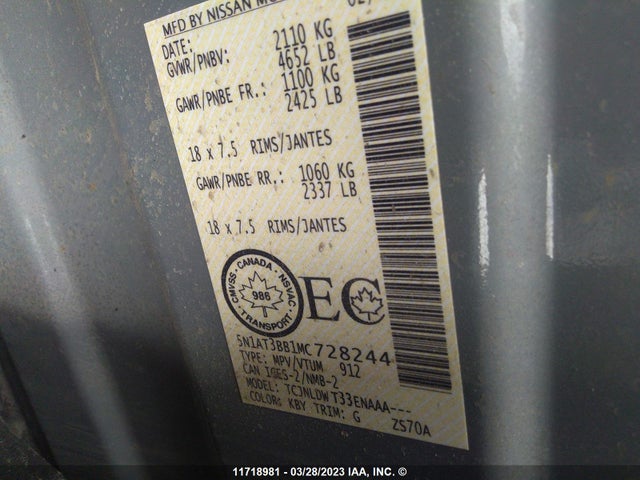 MFD BY NISSAN MO
DATE:
GVWR/PNBV: 2110 KG
4652 LB
GAWR/PNBE FR.: 1100 KG
2425 LB
18 x 7.5 RIMS/JANTES
GAWR/PNBE RR.: 1060 KG
2337 LB
18 x 7.5 RIMS/JANTES
CMVSS - CANADA - NSVAC
986
TRANSPORT
EC
5N1AT3BB1MC728244
TYPE: MPV/VTUM 912
CAN ICES-2/NMB-2
MODEL: TCJNLDWT33ENAAA---
COLOR: KBY TRIM: G ZS70A
11718981 - 03/28/2023 IAA, INC. ©